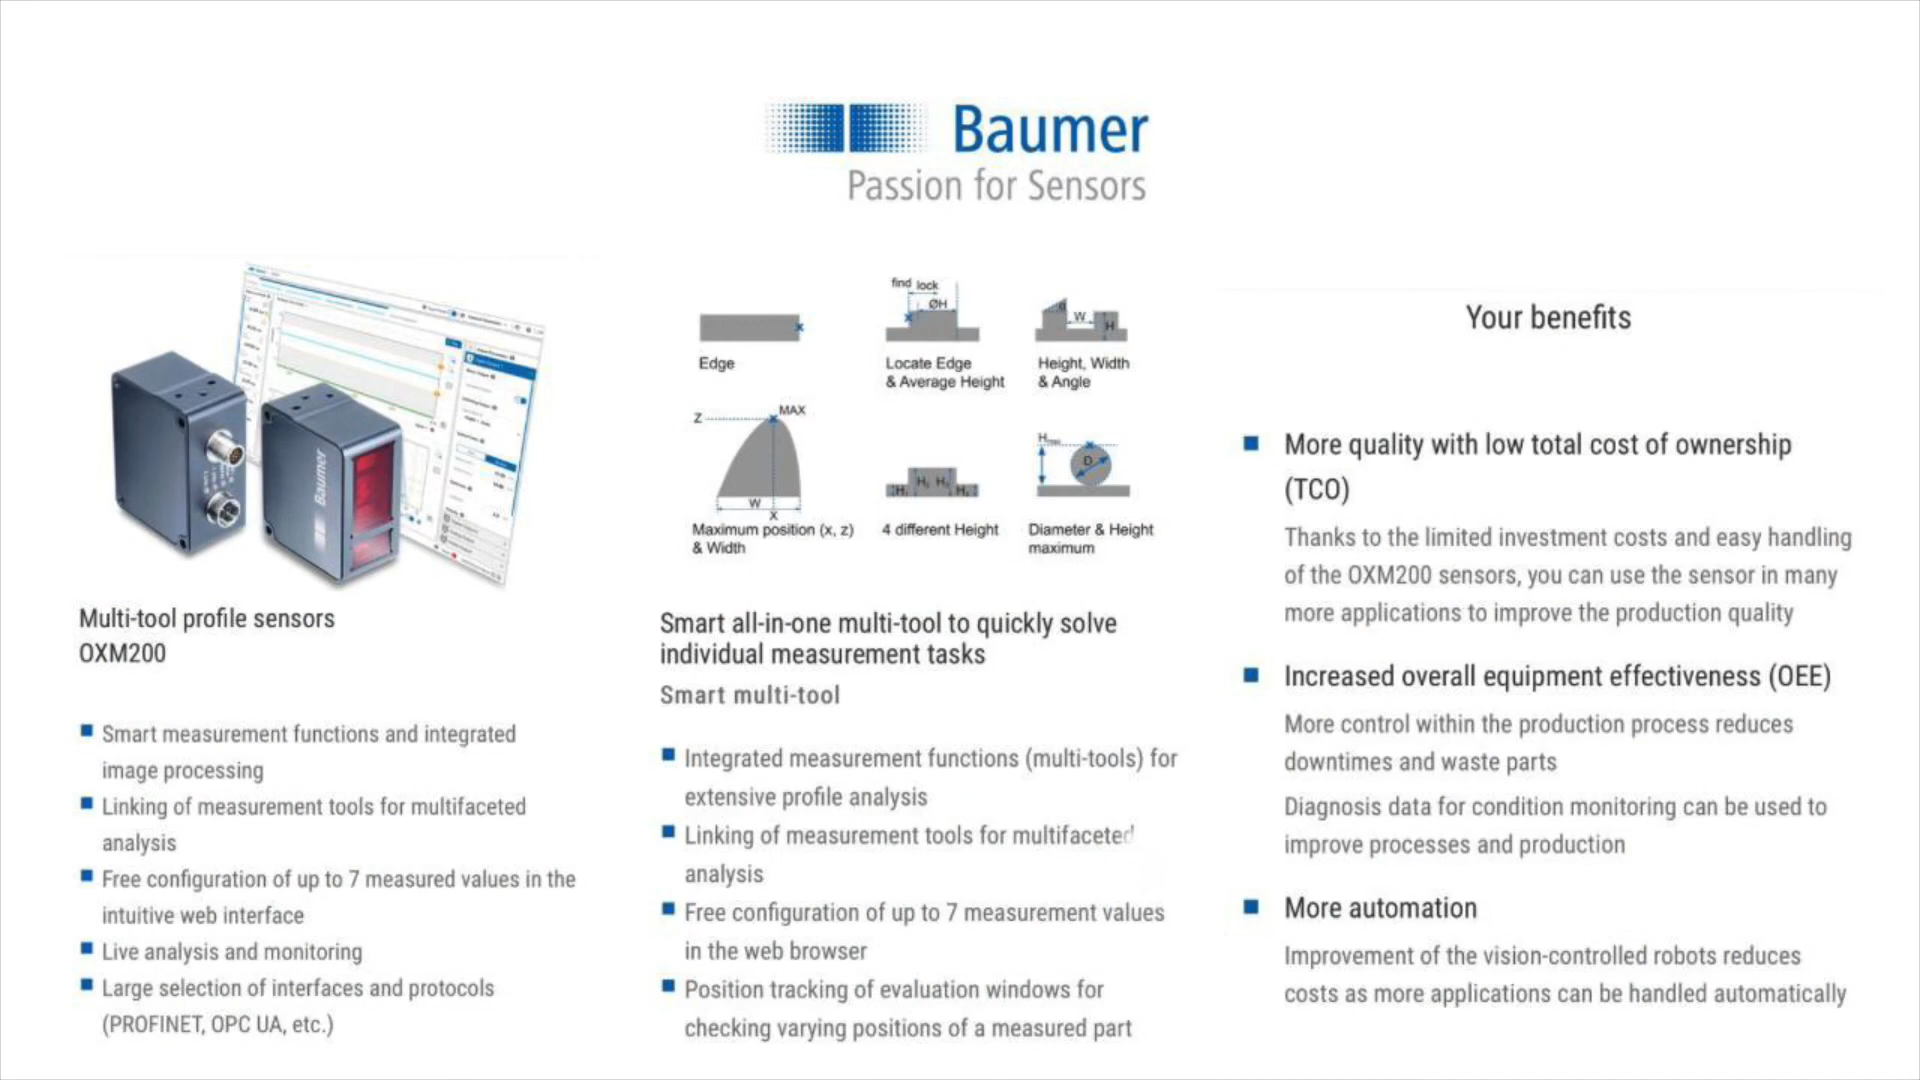 Baumer
Passion for Sensors
Baumer
Multi-tool profile sensors
OXM200
Smart measurement functions and integrated
image processing
Linking of measurement tools for multifaceted
analysis
Free configuration of up to 7 measured values in the
intuitive web interface
Live analysis and monitoring
Large selection of interfaces and protocols
(PROFINET, OPC UA, etc.)
find lock
ØH
α
W
H
Edge
Locate Edge
& Average Height
Height, Width
& Angle
Z
MAX
W
X
Hmax
D
Maximum position (x, z)
& Width
4 different Height
Diameter & Height
maximum
Smart all-in-one multi-tool to quickly solve
individual measurement tasks
Smart multi-tool
Integrated measurement functions (multi-tools) for
extensive profile analysis
Linking of measurement tools for multifaceted
analysis
Free configuration of up to 7 measurement values
in the web browser
Position tracking of evaluation windows for
checking varying positions of a measured part
Your benefits
More quality with low total cost of ownership
(TCO)
Thanks to the limited investment costs and easy handling
of the OXM200 sensors, you can use the sensor in many
more applications to improve the production quality
Increased overall equipment effectiveness (OEE)
More control within the production process reduces
downtimes and waste parts
Diagnosis data for condition monitoring can be used to
improve processes and production
More automation
Improvement of the vision-controlled robots reduces
costs as more applications can be handled automatically